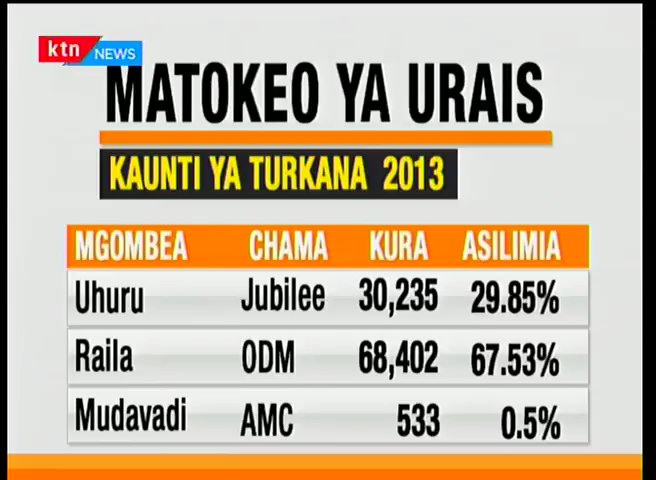 ktn NEWS
MATOKEO YA URAIS
KAUNTI YA TURKANA 2013
MGOMBEA CHAMA KURA ASILIMIA
Uhuru Jubilee 30,235 29.85%
Raila ODM 68,402 67.53%
Mudavadi AMC 533 0.5%